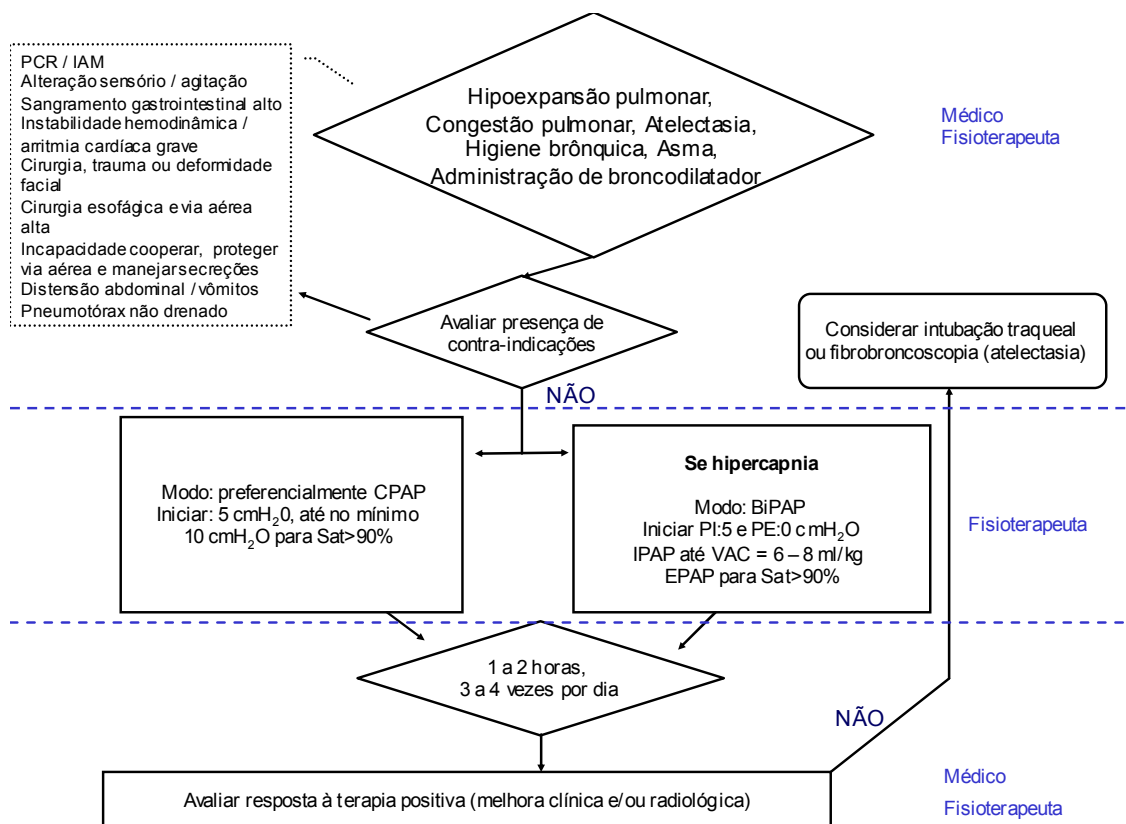 PCR / IAM
Alteração sensório / agitação
Sangramento gastrointestinal alto
Instabilidade hemodinâmica /
arritmia cardíaca grave
Cirurgia, trauma ou deformidade
facial
Cirurgia esofágica e via aérea
alta
Incapacidade cooperar, proteger
via aérea e manejar secreções
Distensão abdominal / vômitos
Pneumotórax não drenado
Hipoexpansão pulmonar,
Congestão pulmonar, Atelectasia,
Higiene brônquica, Asma,
Administração de broncodilatador
Médico
Fisioterapeuta
Avaliar presença de
contra-indicações
Considerar intubação traqueal
ou fibrobroncoscopia (atelectasia)
NÃO
Modo: preferencialmente CPAP
Iniciar: 5 cmH₂0, até no mínimo
10 cmH₂O para Sat>90%
Se hipercapnia
Modo: BiPAP
Iniciar PI:5 e PE:0 cmH₂O
IPAP até VAC = 6 – 8 ml/kg
EPAP para Sat>90%
Fisioterapeuta
1 a 2 horas,
3 a 4 vezes por dia
NÃO
Avaliar resposta à terapia positiva (melhora clínica e/ou radiológica)
Médico
Fisioterapeuta